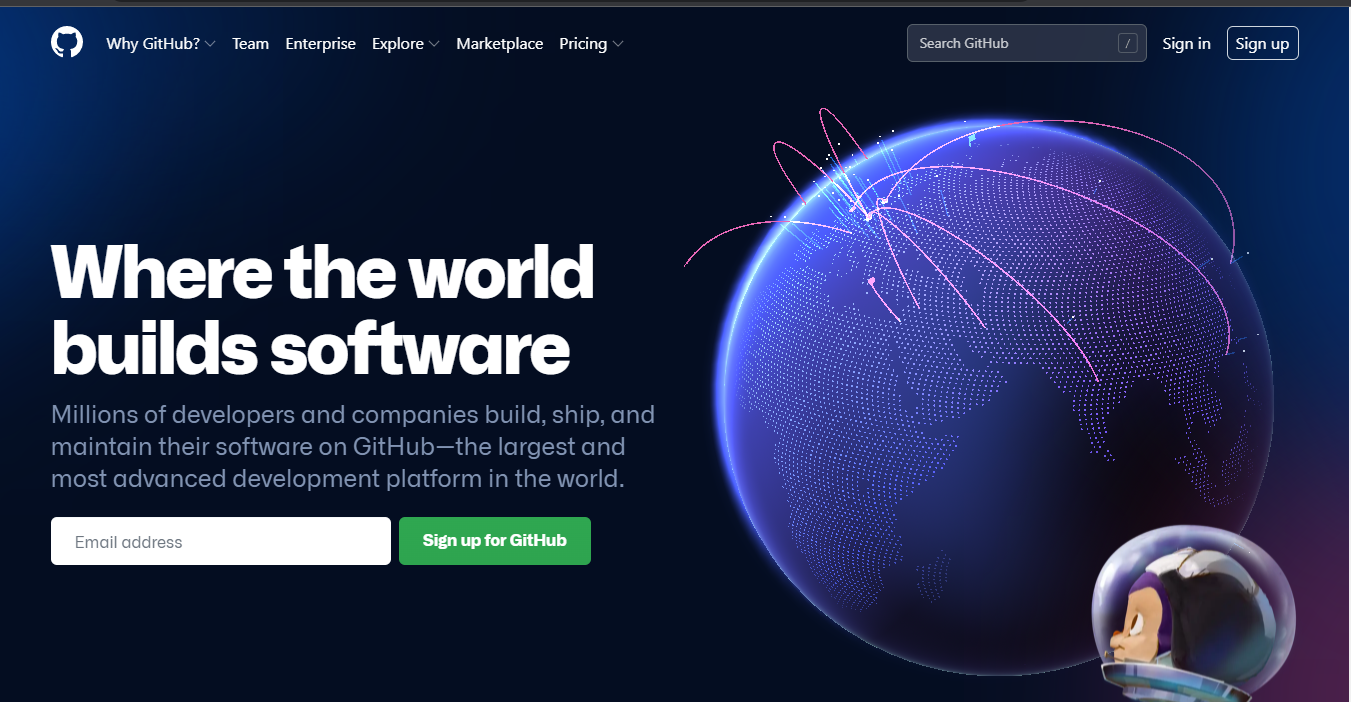 Why GitHub? Team Enterprise Explore Marketplace Pricing Search GitHub / Sign in Sign up
Where the world
builds software
Millions of developers and companies build, ship, and
maintain their software on GitHub—the largest and
most advanced development platform in the world.
Email address Sign up for GitHub